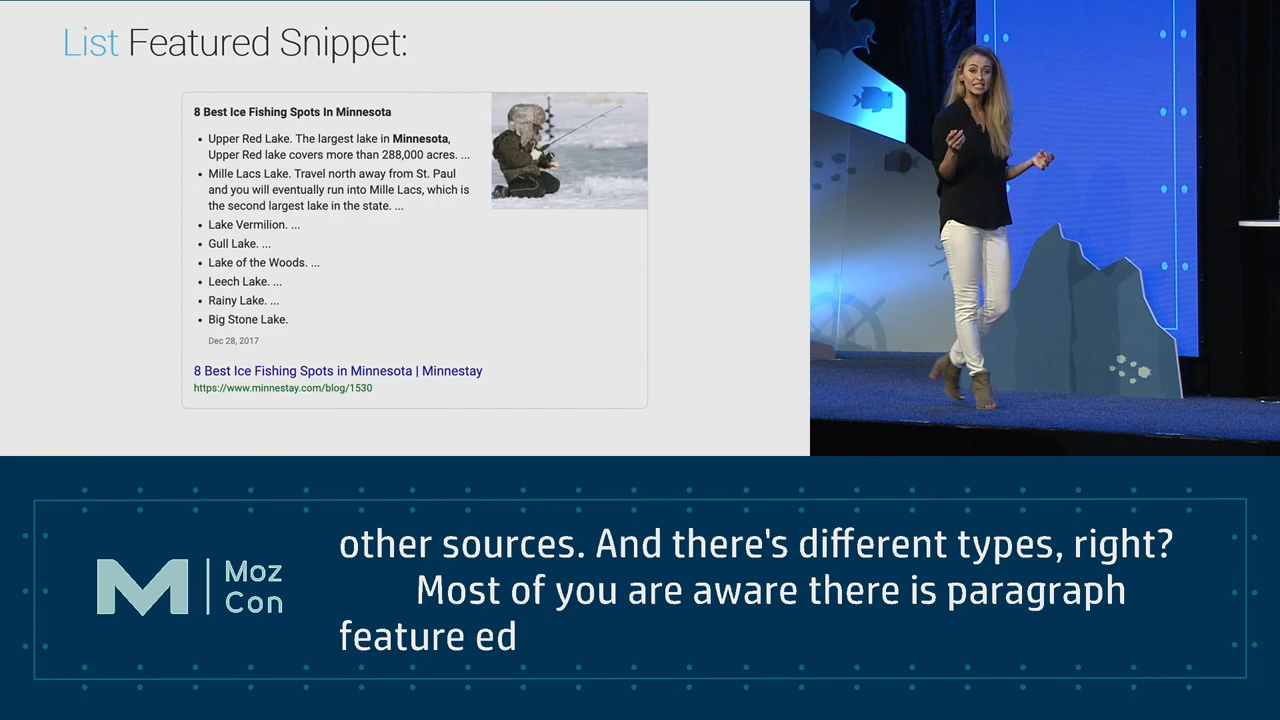 List Featured Snippet:
8 Best Ice Fishing Spots In Minnesota
• Upper Red Lake. The largest lake in Minnesota,
Upper Red lake covers more than 288,000 acres. ...
• Mille Lacs Lake. Travel north away from St. Paul
and you will eventually run into Mille Lacs, which is
the second largest lake in the state. ...
• Lake Vermilion. ...
• Gull Lake. ...
• Lake of the Woods. ...
• Leech Lake. ...
• Rainy Lake. ...
• Big Stone Lake.
Dec 28, 2017
8 Best Ice Fishing Spots in Minnesota | Minnestay
https://www.minnestay.com/blog/1530
M
Moz
Con
other sources. And there's different types, right?
Most of you are aware there is paragraph
feature ed